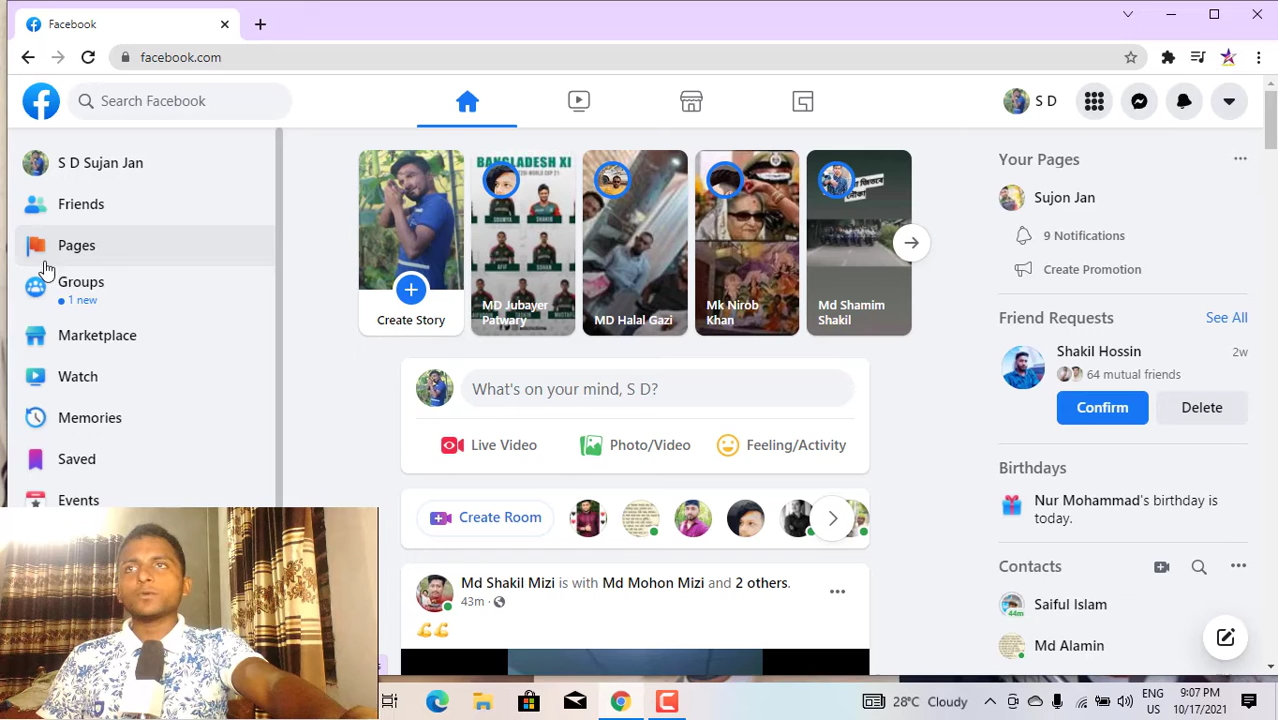 Facebook
facebook.com
Search Facebook
S D
S D Sujan Jan
Friends
Pages
Groups
1 new
Marketplace
Watch
Memories
Saved
Events
Create Story
BANGLADESH XI
MD Jubayer
Patwary
MD Halal Gazi
Mk Nirob
Khan
Md Shamim
Shakil
What's on your mind, S D?
Live Video
Photo/Video
Feeling/Activity
Create Room
Md Shakil Mizi is with Md Mohon Mizi and 2 others.
43m
💪💪
Your Pages
Sujon Jan
9 Notifications
Create Promotion
Friend Requests
See All
Shakil Hossin
2w
64 mutual friends
Confirm
Delete
Birthdays
Nur Mohammad's birthday is
today.
Contacts
Saiful Islam
44m
Md Alamin
28°C Cloudy
ENG
US
9:07 PM
10/17/2021